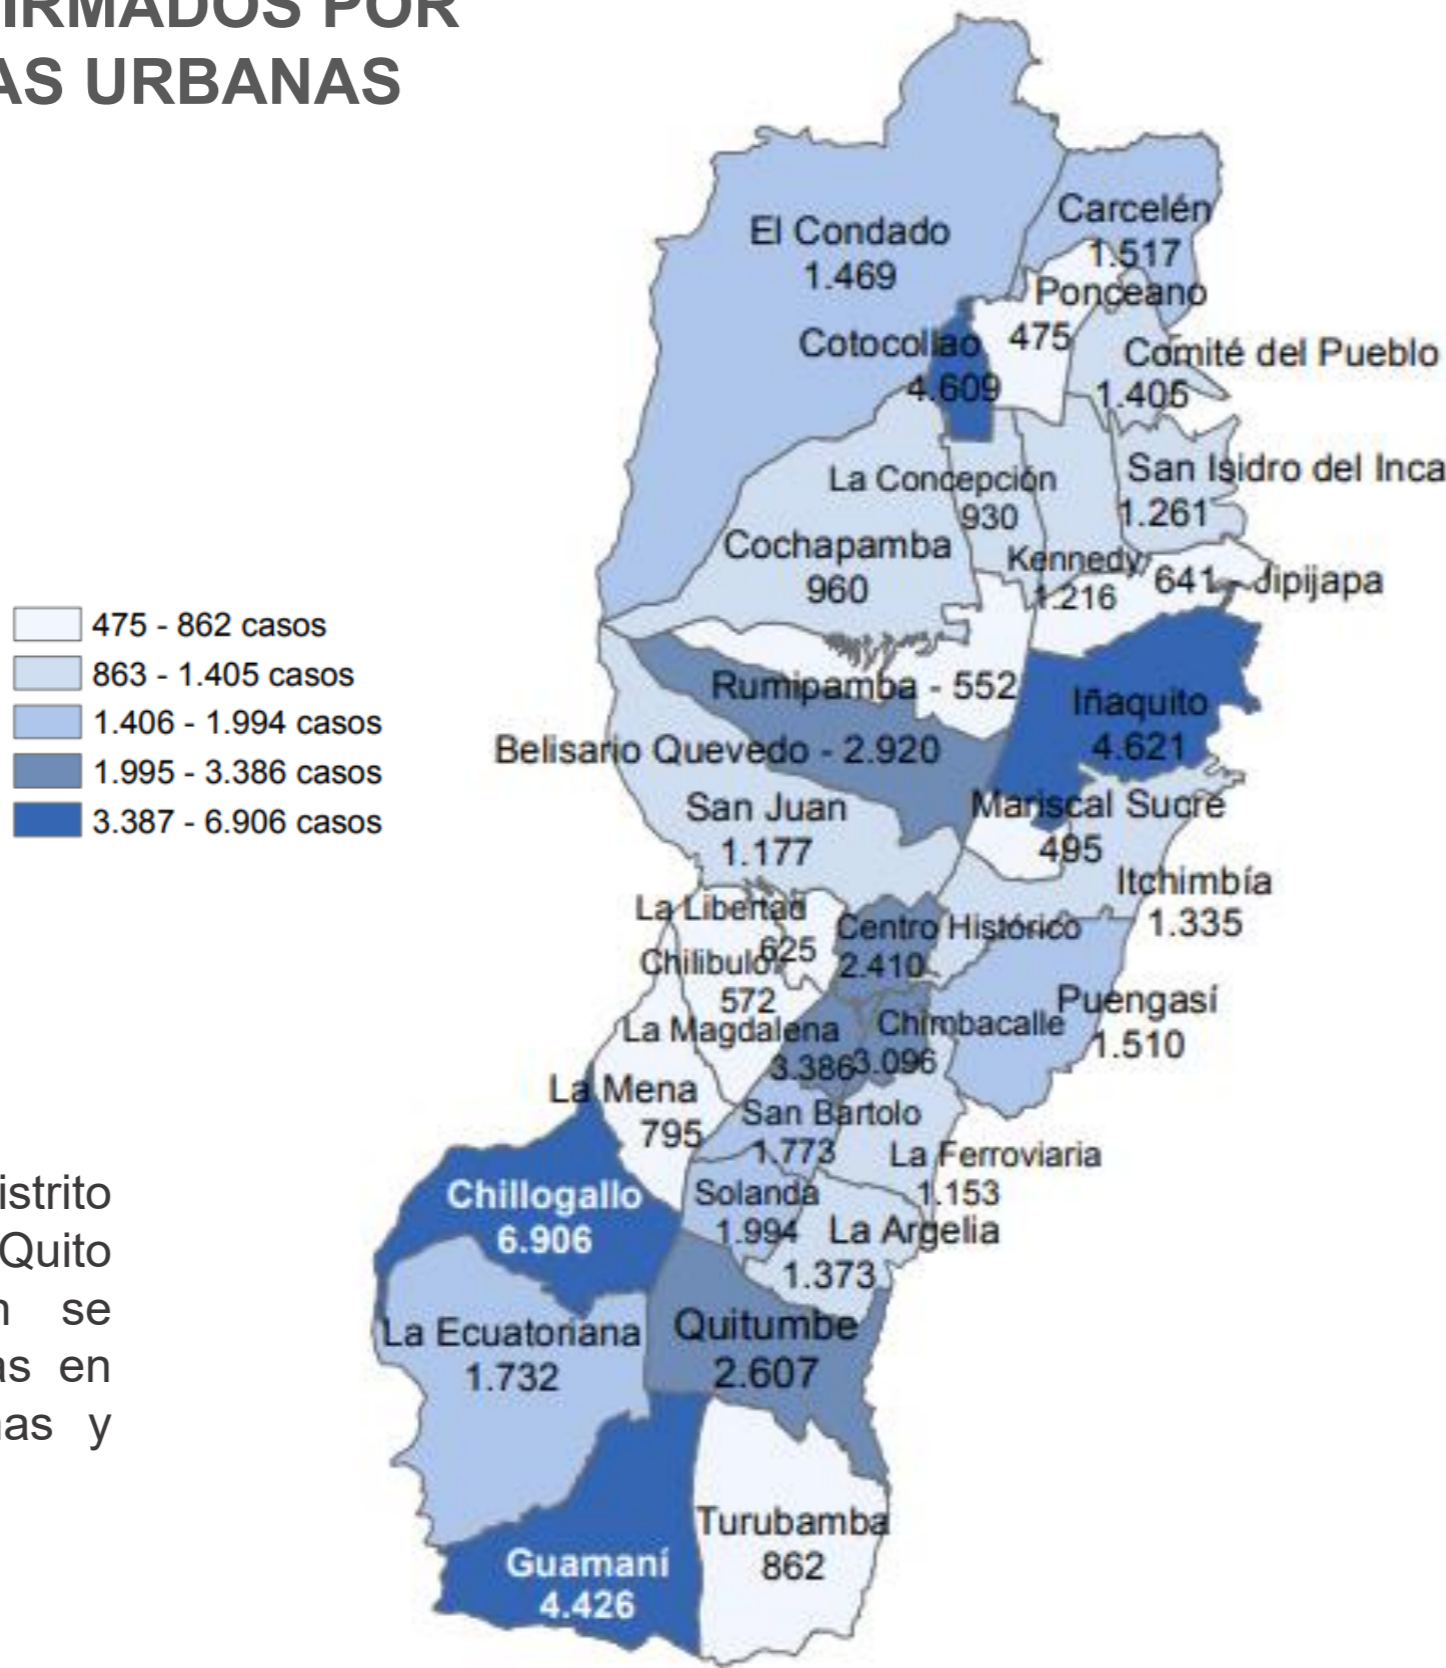 IRMADOS POR
AS URBANAS
El Condado
1.469
Carcelén
1.517
Ponceano
475
Cotocollao
4.609
Comité del Pueblo
1.405
La Concepción
930
San Isidro del Inca
1.261
Cochapamba
960
Kennedy
1.216
641 - Jipijapa
475 - 862 casos
863 - 1.405 casos
1.406 - 1.994 casos
1.995 - 3.386 casos
3.387 - 6.906 casos
Rumipamba - 552
Iñaquito
4.621
Belisario Quevedo - 2.920
San Juan
1.177
Mariscal Sucre
495
Itchimbía
1.335
La Libertad
625
Centro Histórico
2.410
Chilibulo
572
Puengasí
1.510
La Magdalena
3.386
Chimbacalle
3.096
La Mena
795
San Bartolo
1.773
La Ferroviaria
1.153
Chillogallo
6.906
Solanda
1.994
La Argelia
1.373
La Ecuatoriana
1.732
Quitumbe
2.607
Turubamba
862
Guamaní
4.426
istrito
Quito
n se
as en
nas y